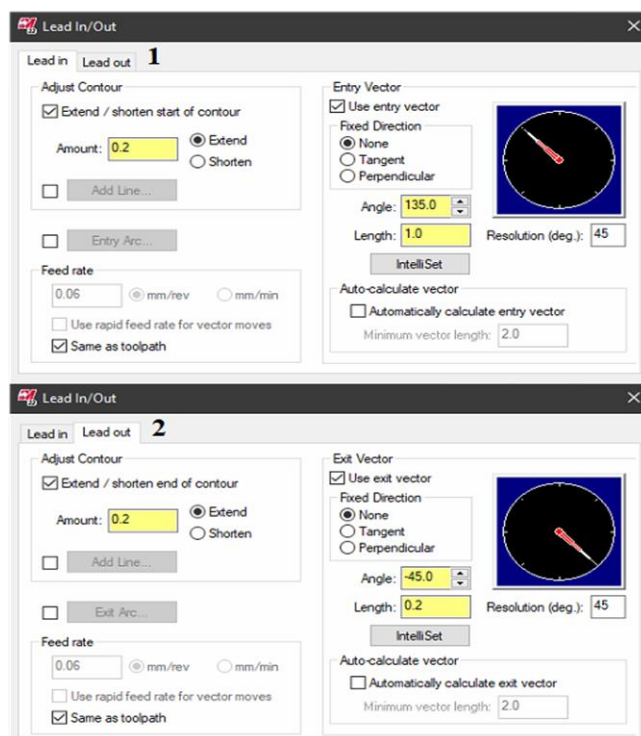 Lead In/Out
Lead in Lead out 1
Adjust Contour
Extend / shorten start of contour
Amount: 0.2
Extend
Shorten
Add Line...
Entry Arc...
Feed rate
0.06 mm/rev mm/min
Use rapid feed rate for vector moves
Same as toolpath
Entry Vector
Use entry vector
Fixed Direction
None
Tangent
Perpendicular
Angle: 135.0
Length: 1.0 Resolution (deg.): 45
IntelliSet
Auto-calculate vector
Automatically calculate entry vector
Minimum vector length: 2.0
Lead In/Out
Lead in Lead out 2
Adjust Contour
Extend / shorten end of contour
Amount: 0.2
Extend
Shorten
Add Line...
Exit Arc...
Feed rate
0.06 mm/rev mm/min
Use rapid feed rate for vector moves
Same as toolpath
Exit Vector
Use exit vector
Fixed Direction
None
Tangent
Perpendicular
Angle: -45.0
Length: 0.2 Resolution (deg.): 45
IntelliSet
Auto-calculate vector
Automatically calculate exit vector
Minimum vector length: 2.0